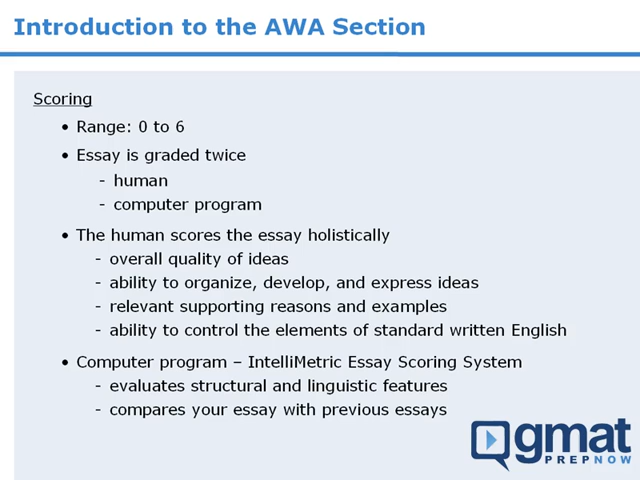 Introduction to the AWA Section
Scoring
• Range: 0 to 6
• Essay is graded twice
- human
- computer program
• The human scores the essay holistically
- overall quality of ideas
- ability to organize, develop, and express ideas
- relevant supporting reasons and examples
- ability to control the elements of standard written English
• Computer program – IntelliMetric Essay Scoring System
- evaluates structural and linguistic features
- compares your essay with previous essays
gmat
PREPNOW